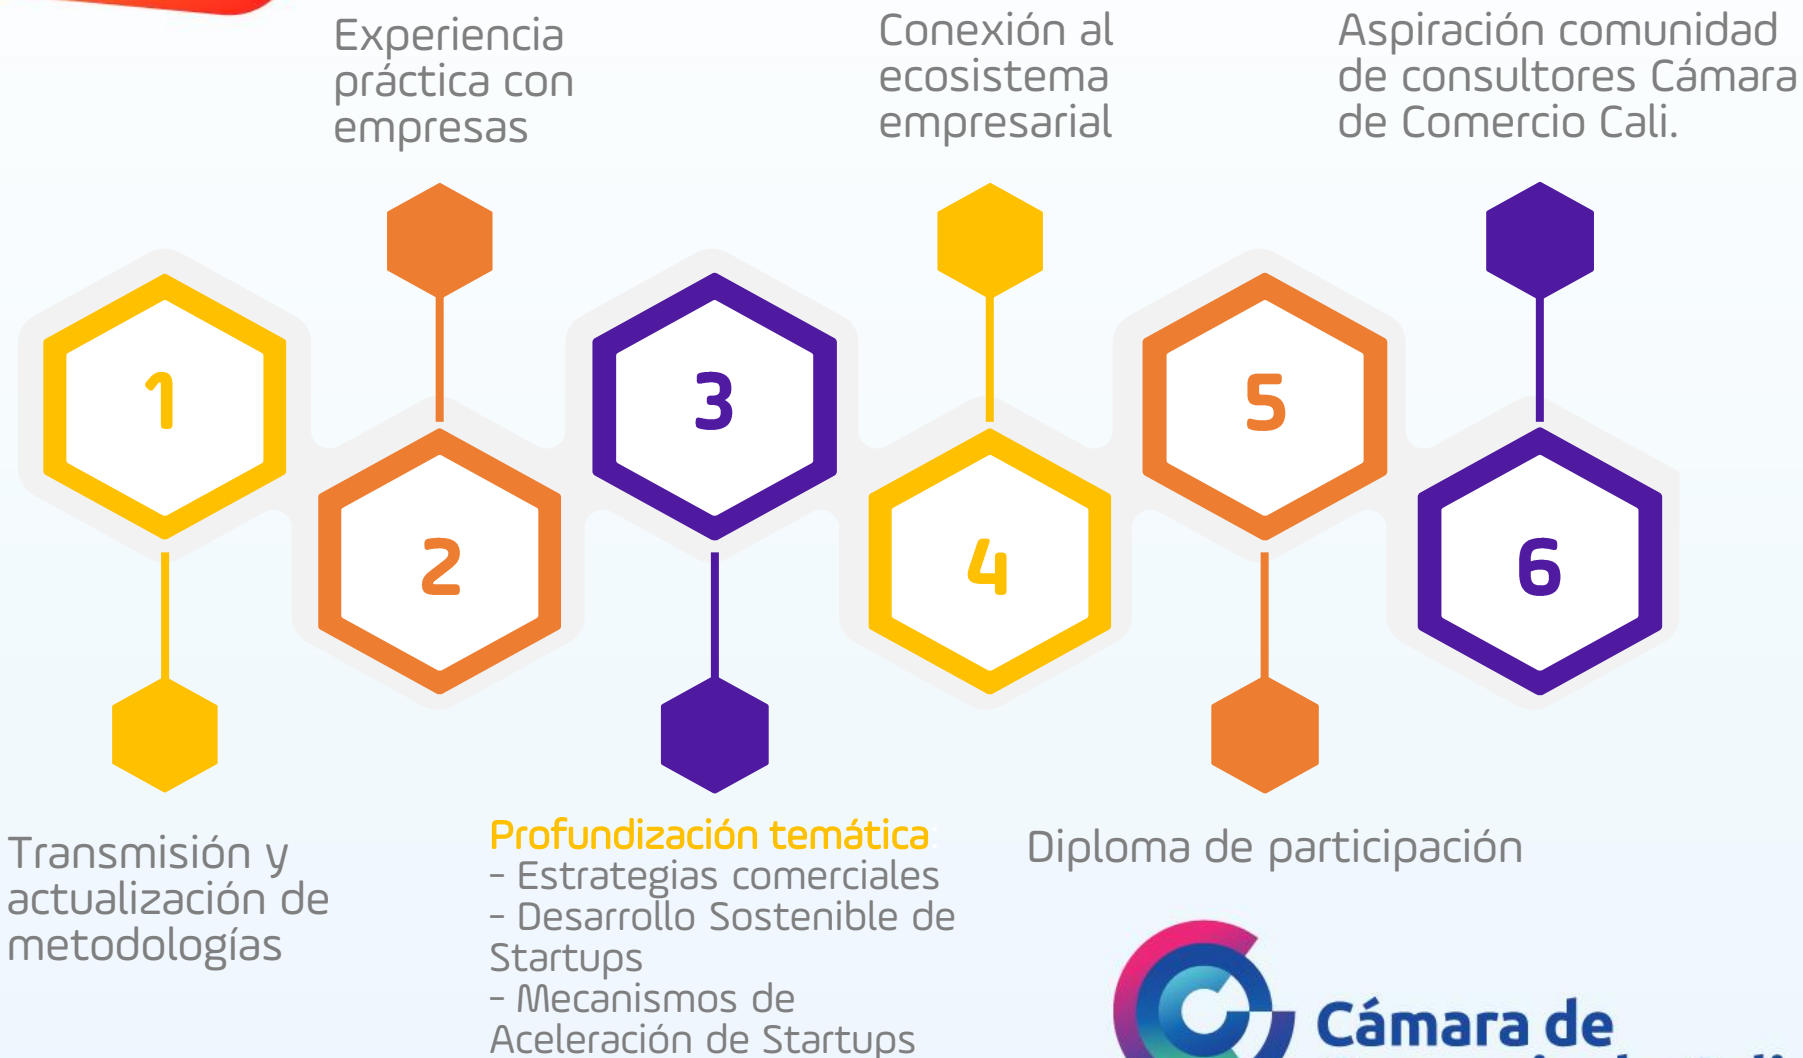 Experiencia
práctica con
empresas
Conexión al
ecosistema
empresarial
Aspiración comunidad
de consultores Cámara
de Comercio Cali.
1
2
3
4
5
6
Transmisión y
actualización de
metodologías
Profundización temática
- Estrategias comerciales
- Desarrollo Sostenible de
Startups
- Mecanismos de
Aceleración de Startups
Diploma de participación
Cámara de